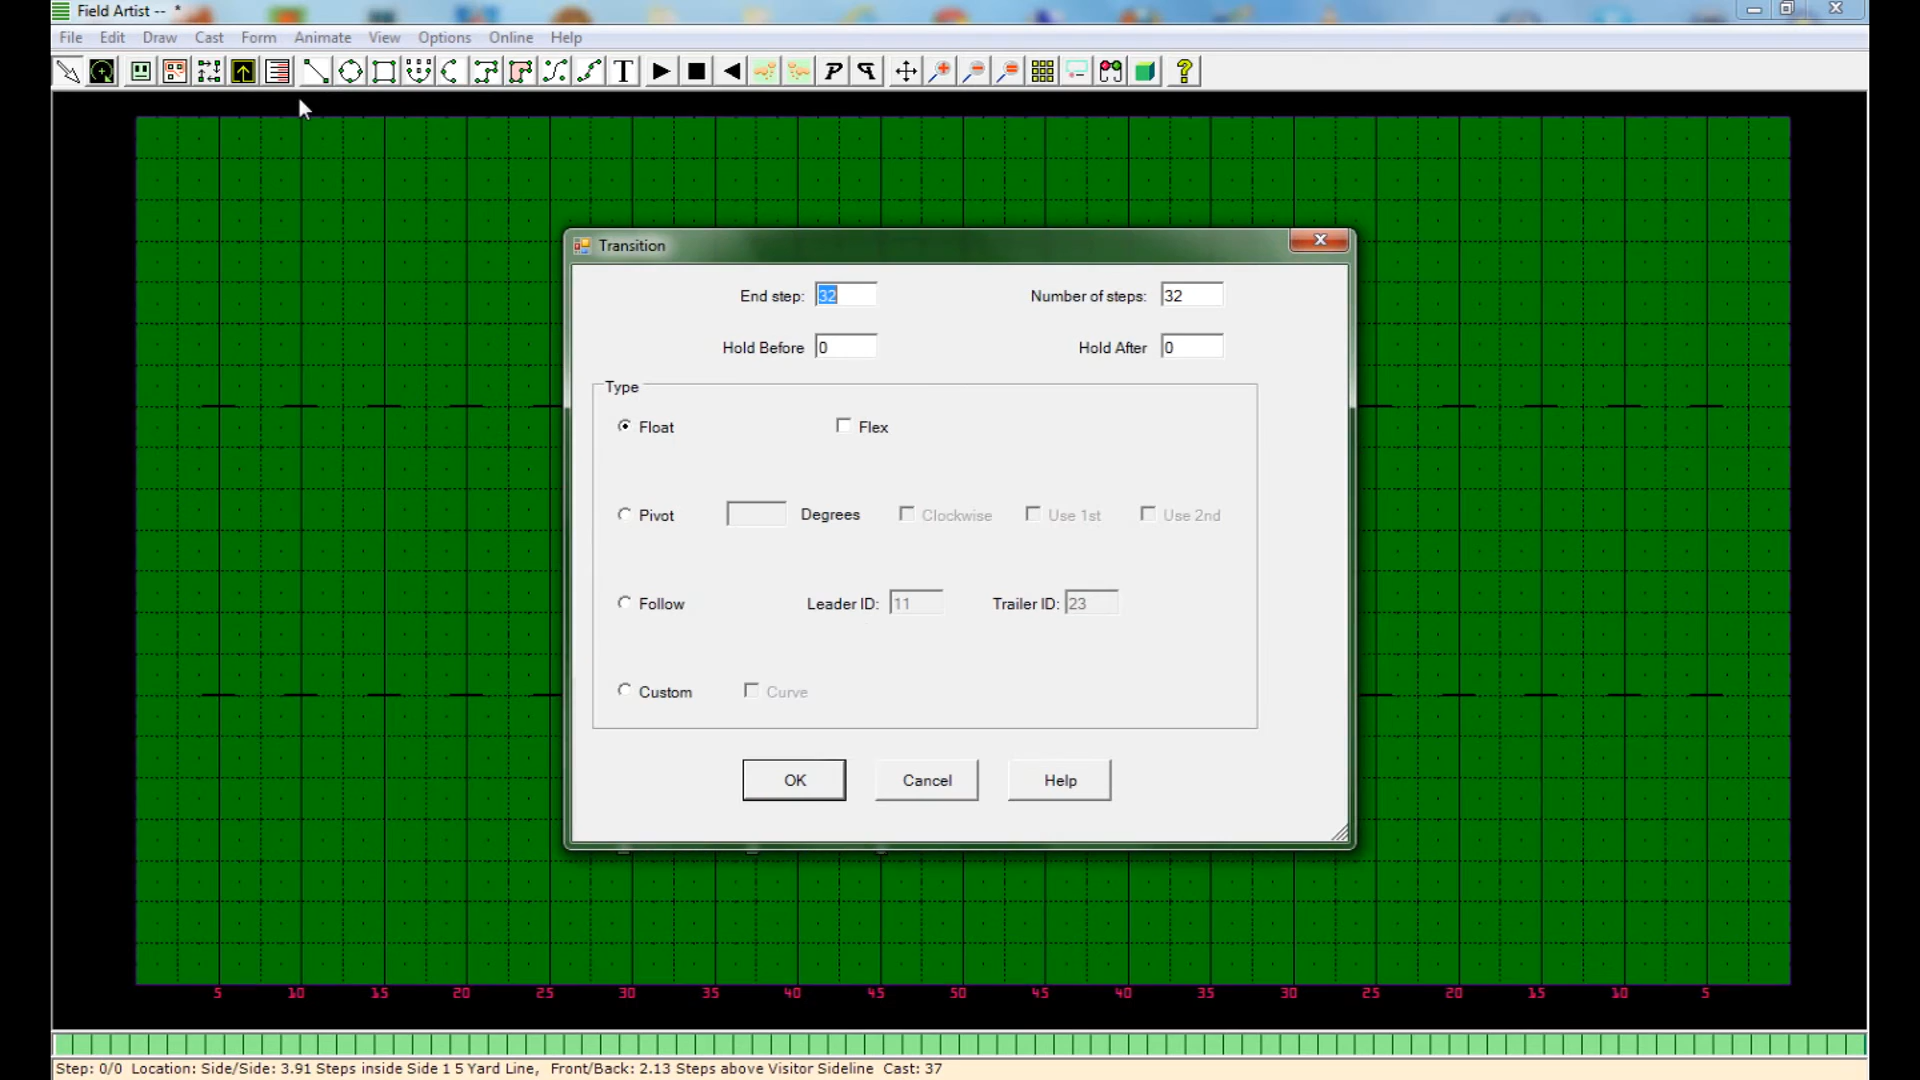 Field Artist -- *
File Edit Draw Cast Form Animate View Options Online Help
Transition
End step: 32 Number of steps: 32
Hold Before 0 Hold After 0
Type
Float Flex
Pivot Degrees Clockwise Use 1st Use 2nd
Follow Leader ID: 11 Trailer ID: 23
Custom Curve
OK Cancel Help
5 10 15 20 25 30 35 40 45 50 45 40 35 30 25 20 15 10 5
Step: 0/0 Location: Side/Side: 3.91 Steps inside Side 1 5 Yard Line, Front/Back: 2.13 Steps above Visitor Sideline Cast: 37